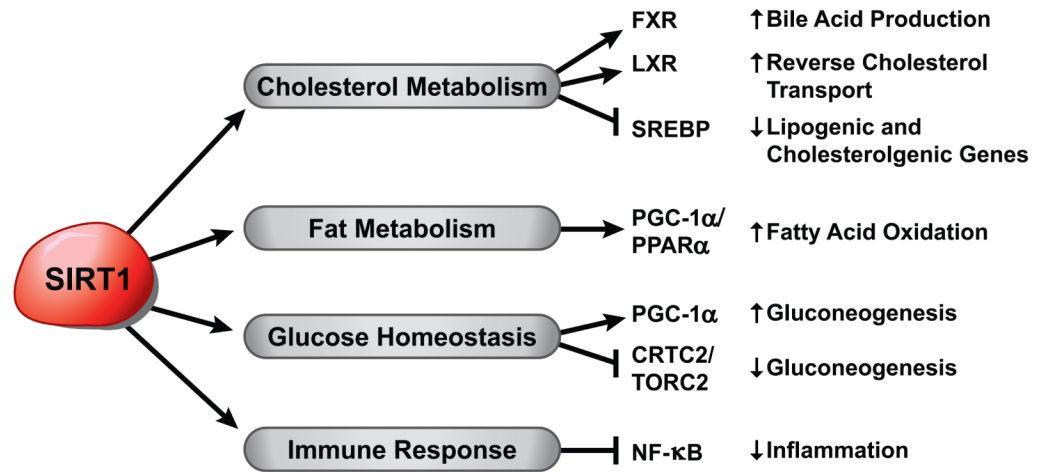 SIRT1
Cholesterol Metabolism
FXR ↑Bile Acid Production
LXR ↑Reverse Cholesterol
Transport
SREBP ↓Lipogenic and
Cholesterolgenic Genes
Fat Metabolism
PGC-1α/
PPARα
↑Fatty Acid Oxidation
Glucose Homeostasis
PGC-1α ↑Gluconeogenesis
CRTC2/
TORC2
↓Gluconeogenesis
Immune Response
NF-κB ↓Inflammation